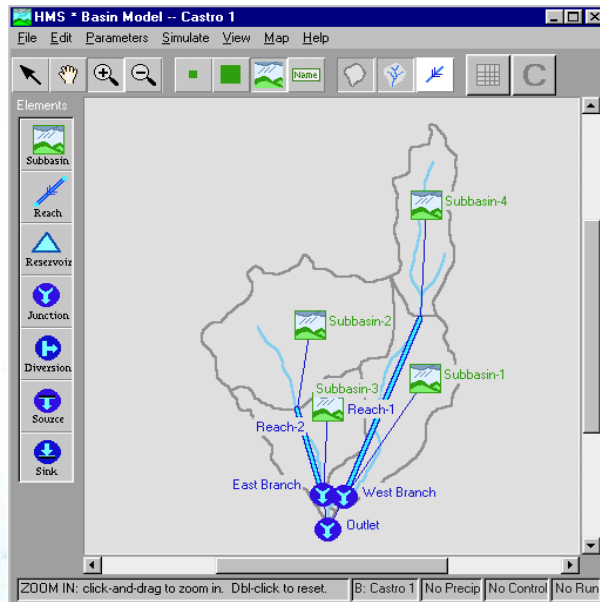 HMS * Basin Model -- Castro 1
File Edit Parameters Simulate View Map Help
Name
C
Elements
Subbasin
Reach
Reservoir
Junction
Diversion
Source
Sink
Subbasin-4
Subbasin-2
Subbasin-1
Subbasin-3
Reach-1
Reach-2
East Branch
West Branch
Outlet
ZOOM IN: click-and-drag to zoom in. Dbl-click to reset. B: Castro 1 No Precip No Control No Run